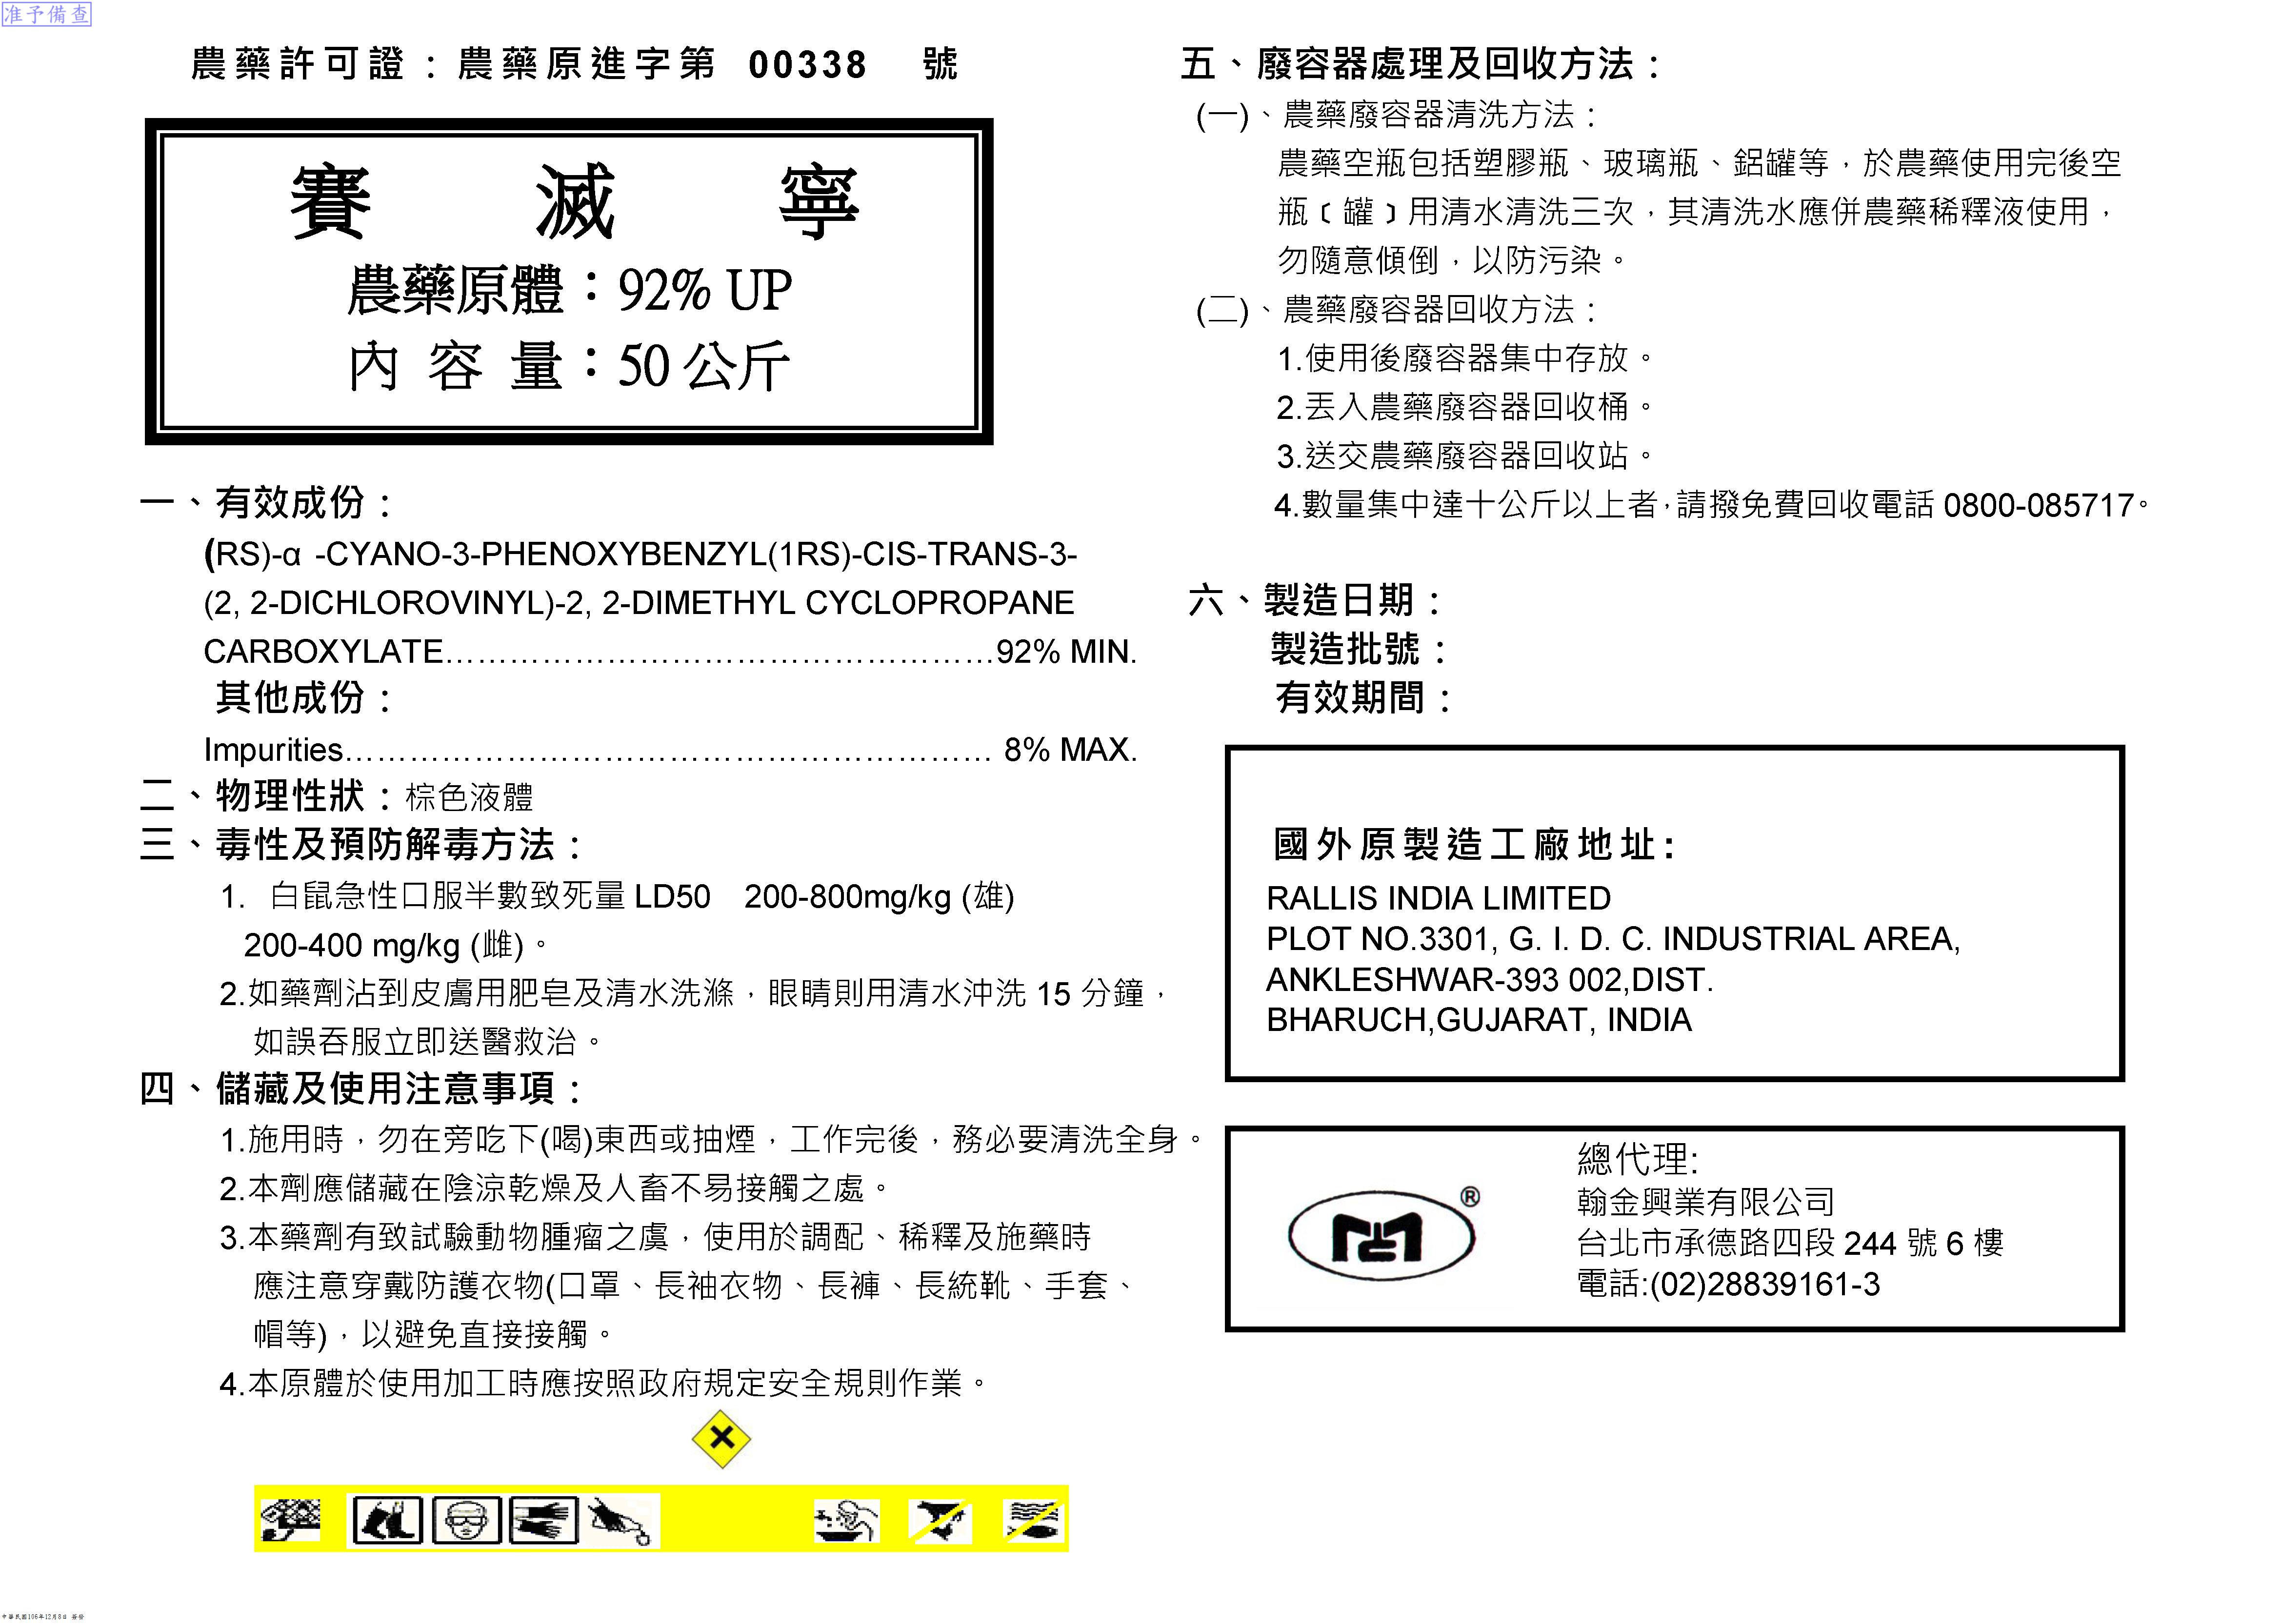 准予備查
農藥許可證：農藥原進字第 00338 號
賽 滅 寧
農藥原體：92% UP
內 容 量：50 公斤
一、有效成份：
(RS)-α -CYANO-3-PHENOXYBENZYL(1RS)-CIS-TRANS-3-
(2, 2-DICHLOROVINYL)-2, 2-DIMETHYL CYCLOPROPANE
CARBOXYLATE……………………………………………92% MIN.
其他成份：
Impurities…………………………………………………… 8% MAX.
二、物理性狀：棕色液體
三、毒性及預防解毒方法：
1. 白鼠急性口服半數致死量 LD50 200-800mg/kg (雄)
200-400 mg/kg (雌)。
2.如藥劑沾到皮膚用肥皂及清水洗滌，眼睛則用清水沖洗 15 分鐘，
如誤吞服立即送醫救治。
四、儲藏及使用注意事項：
1.施用時，勿在旁吃下(喝)東西或抽煙，工作完後，務必要清洗全身。
2.本劑應儲藏在陰涼乾燥及人畜不易接觸之處。
3.本藥劑有致試驗動物腫瘤之虞，使用於調配、稀釋及施藥時
應注意穿戴防護衣物(口罩、長袖衣物、長褲、長統靴、手套、
帽等)，以避免直接接觸。
4.本原體於使用加工時應按照政府規定安全規則作業。
五、廢容器處理及回收方法：
(一)、農藥廢容器清洗方法：
農藥空瓶包括塑膠瓶、玻璃瓶、鋁罐等，於農藥使用完後空
瓶﹝罐﹞用清水清洗三次，其清洗水應併農藥稀釋液使用，
勿隨意傾倒，以防污染。
(二)、農藥廢容器回收方法：
1.使用後廢容器集中存放。
2.丟入農藥廢容器回收桶。
3.送交農藥廢容器回收站。
4.數量集中達十公斤以上者，請撥免費回收電話 0800-085717。
六、製造日期：
製造批號：
有效期間：
國外原製造工廠地址:
RALLIS INDIA LIMITED
PLOT NO.3301, G. I. D. C. INDUSTRIAL AREA,
ANKLESHWAR-393 002,DIST.
BHARUCH,GUJARAT, INDIA
®
總代理:
翰金興業有限公司
台北市承德路四段 244 號 6 樓
電話:(02)28839161-3
中華民國106年12月8日